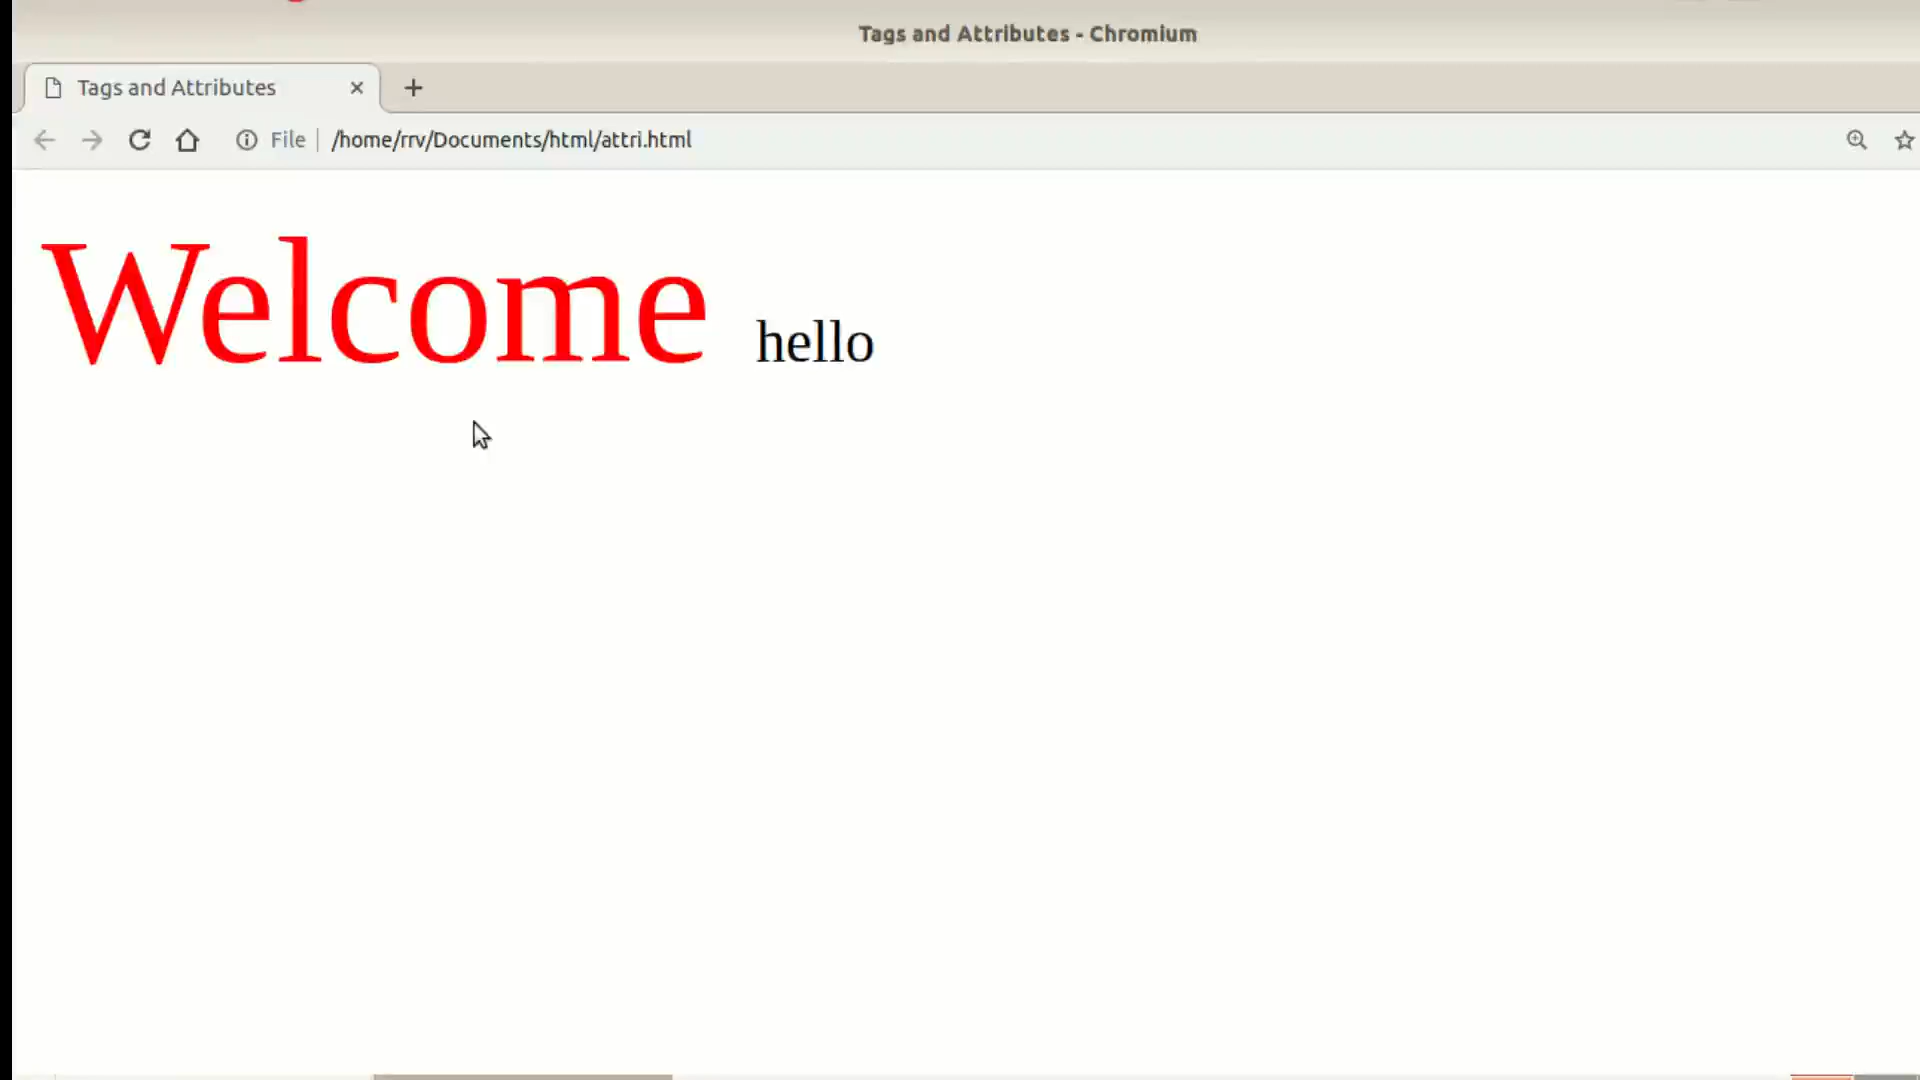 Tags and Attributes - Chromium
Tags and Attributes
File /home/rrv/Documents/html/attri.html
Welcome hello